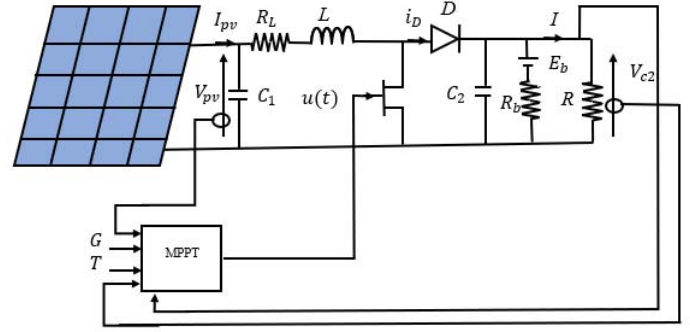 I_pv
R_L
L
i_D
D
I
V_pv
C_1
u(t)
C_2
E_b
R_b
R
V_c2
G
T
MPPT